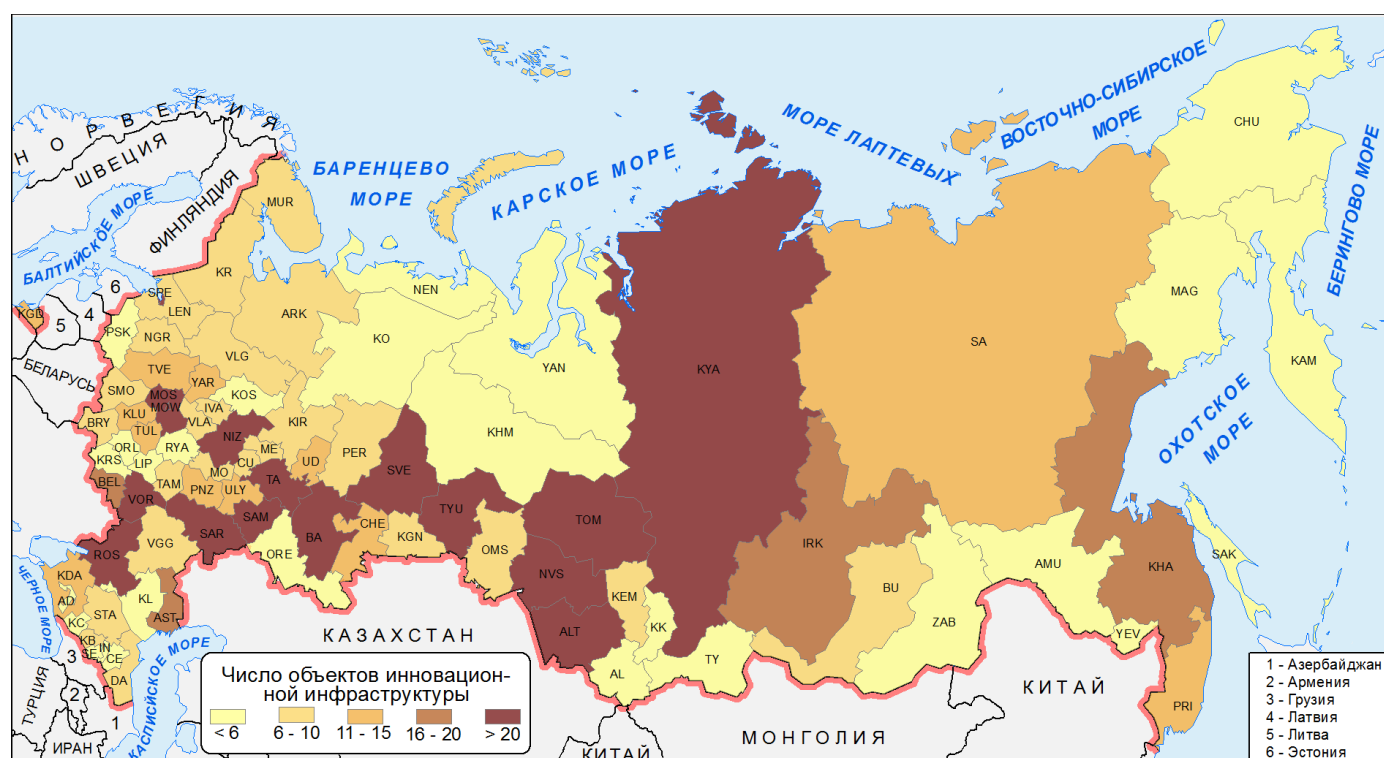 НОРВЕГИЯ
ШВЕЦИЯ
ФИНЛЯНДИЯ
БАЛТИЙСКОЕ МОРЕ
БАРЕНЦЕВО
МОРЕ
КАРСКОЕ МОРЕ
МОРЕ ЛАПТЕВЫХ
ВОСТОЧНО-СИБИРСКОЕ
МОРЕ
БЕРИНГОВО МОРЕ
ОХОТСКОЕ
МОРЕ
CHU
MUR
KR
NEN
MAG
6
SPE
LEN
KGD
5
4
ARK
PSK
NGR
KO
SA
KAM
БЕЛАРУСЬ
VLG
YAN
KYA
TVE
YAR
SMO
MOS
MOW
KOS
IVA
BRY
KLU
VLA
KIR
TUL
NIZ
KHM
ORL
RYA
ME
PER
KRS
LIP
CU
UD
MO
SVE
BEL
TAM
PNZ
ULY
TA
VOR
SAM
TYU
TOM
ROS
SAR
BA
CHE
KGN
VGG
ORE
OMS
IRK
AMU
KHA
SAK
KDA
NVS
AD
KL
KEM
BU
STA
AST
KC
ALT
KK
ZAB
YEV
KB
SE
IN
CE
AL
TY
DA
PRI
ЧЕРНОЕ МОРЕ
КАСПИЙСКОЕ МОРЕ
КАЗАХСТАН
3
2
1
ТУРЦИЯ
ИРАН
КИТАЙ
МОНГОЛИЯ
КИТАЙ
Число объектов инновацион-
ной инфраструктуры
< 6 6 - 10 11 - 15 16 - 20 > 20
1 - Азербайджан
2 - Армения
3 - Грузия
4 - Латвия
5 - Литва
6 - Эстония